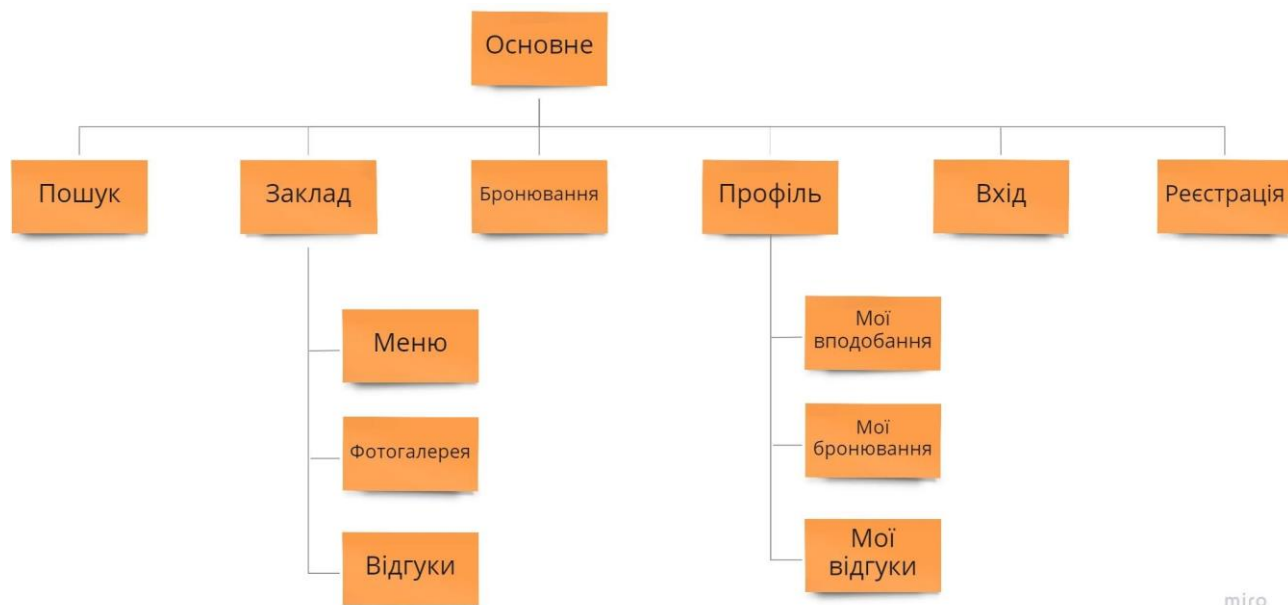 Основне
Пошук
Заклад
Бронювання
Профіль
Вхід
Реєстрація
Меню
Фотогалерея
Відгуки
Мої
вподобання
Мої
бронювання
Мої
відгуки
miro